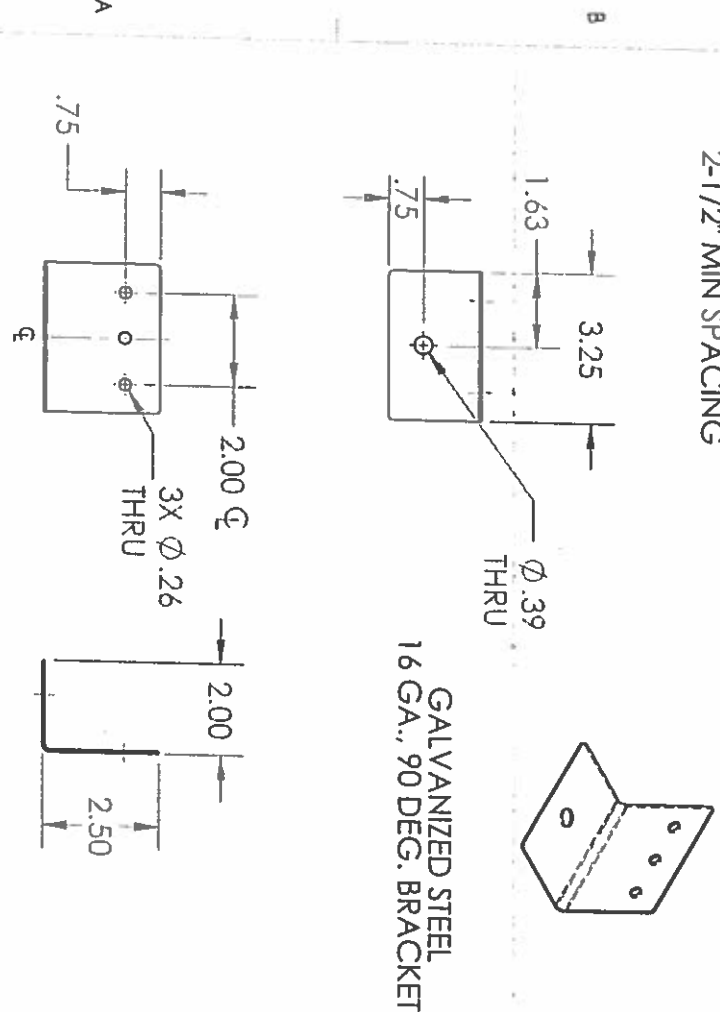 A
B
2-1/2" MIN SPACING
1.63
.75
3.25
Ø.39
THRU
.75
2.00 ℄
3X Ø.26
THRU
℄
2.00
2.50
GALVANIZED STEEL
16 GA., 90 DEG. BRACKET